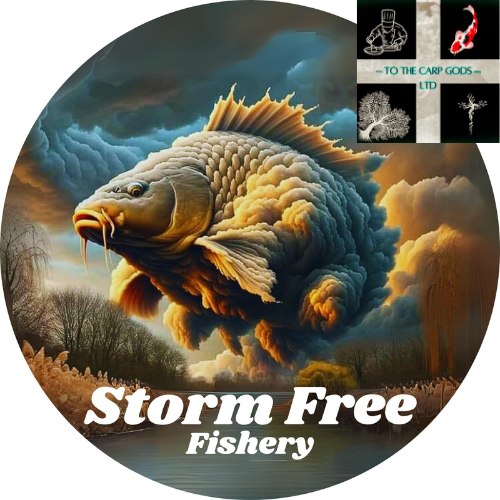 ~ TO THE CARP GODS ~
LTD
Storm Free
Fishery